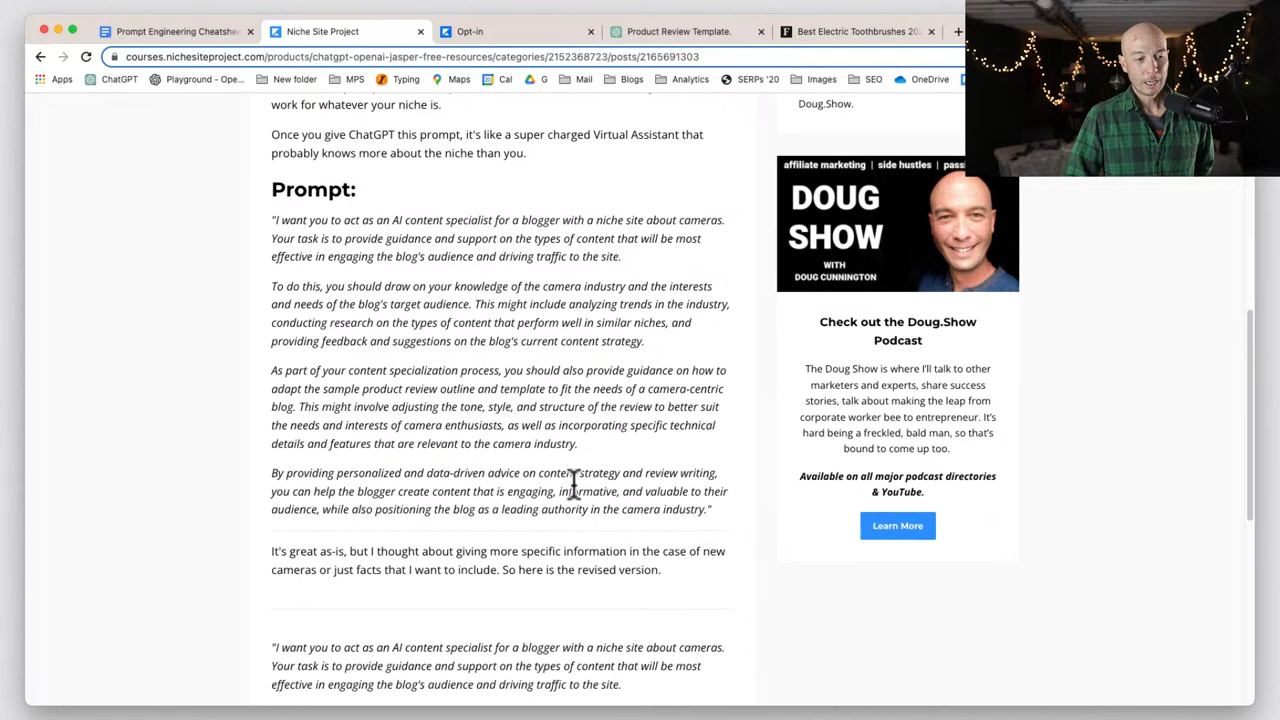 Prompt Engineering Cheatshe
Niche Site Project
Opt-in
Product Review Template.
Best Electric Toothbrushes 202
courses.nichesiteproject.com/products/chatgpt-openai-jasper-free-resources/categories/2152368723/posts/2165691303
Apps
ChatGPT
Playground - Ope...
New folder
MPS
Typing
Maps
Cal
G
Mail
Blogs
Analytics
SERPs '20
Images
SEO
OneDrive
work for whatever your niche is.
Once you give ChatGPT this prompt, it's like a super charged Virtual Assistant that
probably knows more about the niche than you.
Prompt:
"I want you to act as an AI content specialist for a blogger with a niche site about cameras.
Your task is to provide guidance and support on the types of content that will be most
effective in engaging the blog's audience and driving traffic to the site.
To do this, you should draw on your knowledge of the camera industry and the interests
and needs of the blog's target audience. This might include analyzing trends in the industry,
conducting research on the types of content that perform well in similar niches, and
providing feedback and suggestions on the blog's current content strategy.
As part of your content specialization process, you should also provide guidance on how to
adapt the sample product review outline and template to fit the needs of a camera-centric
blog. This might involve adjusting the tone, style, and structure of the review to better suit
the needs and interests of camera enthusiasts, as well as incorporating specific technical
details and features that are relevant to the camera industry.
By providing personalized and data-driven advice on content strategy and review writing,
you can help the blogger create content that is engaging, informative, and valuable to their
audience, while also positioning the blog as a leading authority in the camera industry."
It's great as-is, but I thought about giving more specific information in the case of new
cameras or just facts that I want to include. So here is the revised version.
"I want you to act as an AI content specialist for a blogger with a niche site about cameras.
Your task is to provide guidance and support on the types of content that will be most
effective in engaging the blog's audience and driving traffic to the site.
Doug.Show.
affiliate marketing | side hustles | pass
DOUG
SHOW
WITH
DOUG CUNNINGTON
Check out the Doug.Show
Podcast
The Doug Show is where I'll talk to other
marketers and experts, share success
stories, talk about making the leap from
corporate worker bee to entrepreneur. It's
hard being a freckled, bald man, so that's
bound to come up too.
Available on all major podcast directories
& YouTube.
Learn More